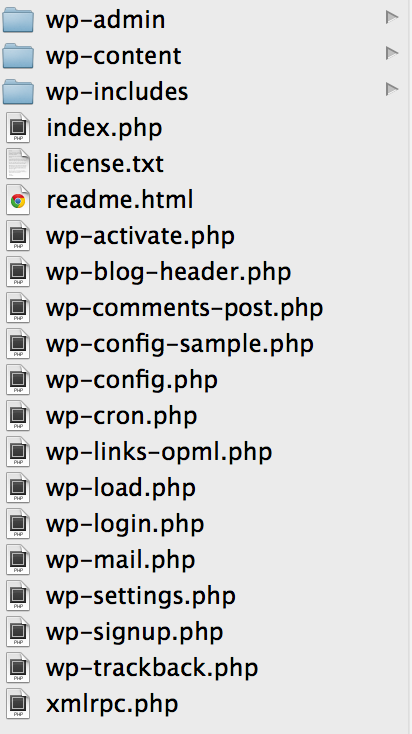 wp-admin
wp-content
wp-includes
index.php
license.txt
readme.html
wp-activate.php
wp-blog-header.php
wp-comments-post.php
wp-config-sample.php
wp-config.php
wp-cron.php
wp-links-opml.php
wp-load.php
wp-login.php
wp-mail.php
wp-settings.php
wp-signup.php
wp-trackback.php
xmlrpc.php